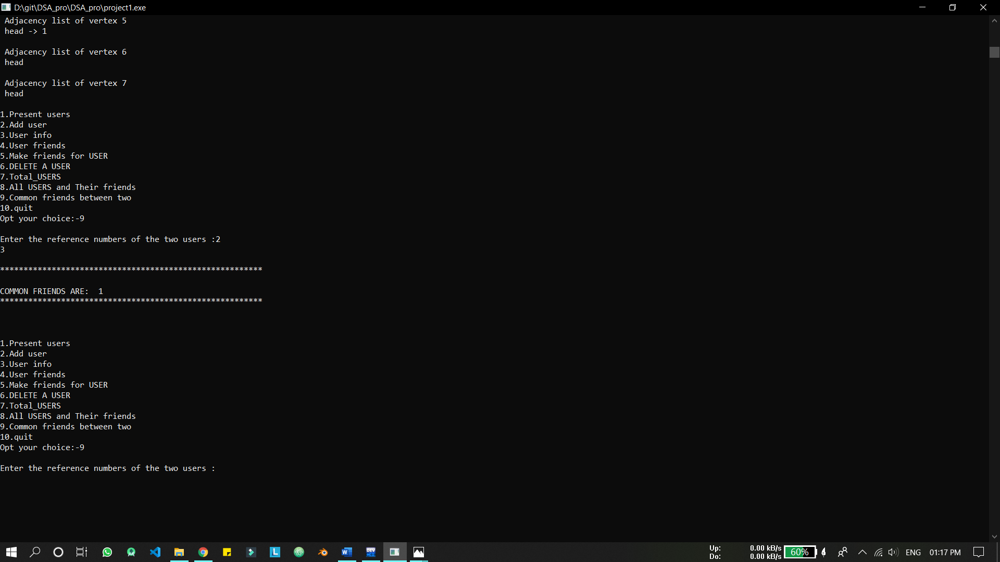 D:\git\DSA_pro\DSA_pro\project1.exe
Adjacency list of vertex 5
head -> 1
Adjacency list of vertex 6
head
Adjacency list of vertex 7
head
1.Present users
2.Add user
3.User info
4.User friends
5.Make friends for USER
6.DELETE A USER
7.Total_USERS
8.All USERS and Their friends
9.Common friends between two
10.quit
Opt your choice:-9
Enter the reference numbers of the two users :2
3
********************************************************
COMMON FRIENDS ARE:  1
********************************************************
1.Present users
2.Add user
3.User info
4.User friends
5.Make friends for USER
6.DELETE A USER
7.Total_USERS
8.All USERS and Their friends
9.Common friends between two
10.quit
Opt your choice:-9
Enter the reference numbers of the two users :
L
W
DEV
Up: 0.00 kB/s
Do: 0.00 kB/s
60%
ENG
01:17 PM